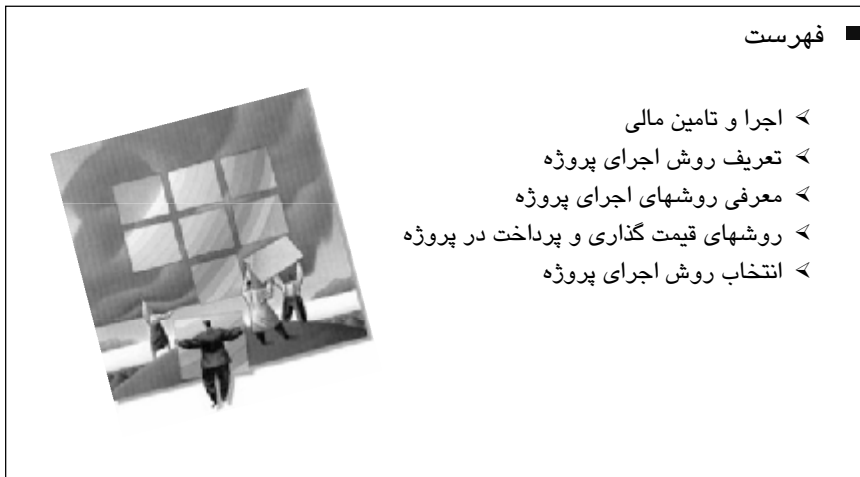 فهرست
اجرا و تامین مالی
تعریف روش اجرای پروژه
معرفی روشهای اجرای پروژه
روشهای قیمت گذاری و پرداخت در پروژه
انتخاب روش اجرای پروژه